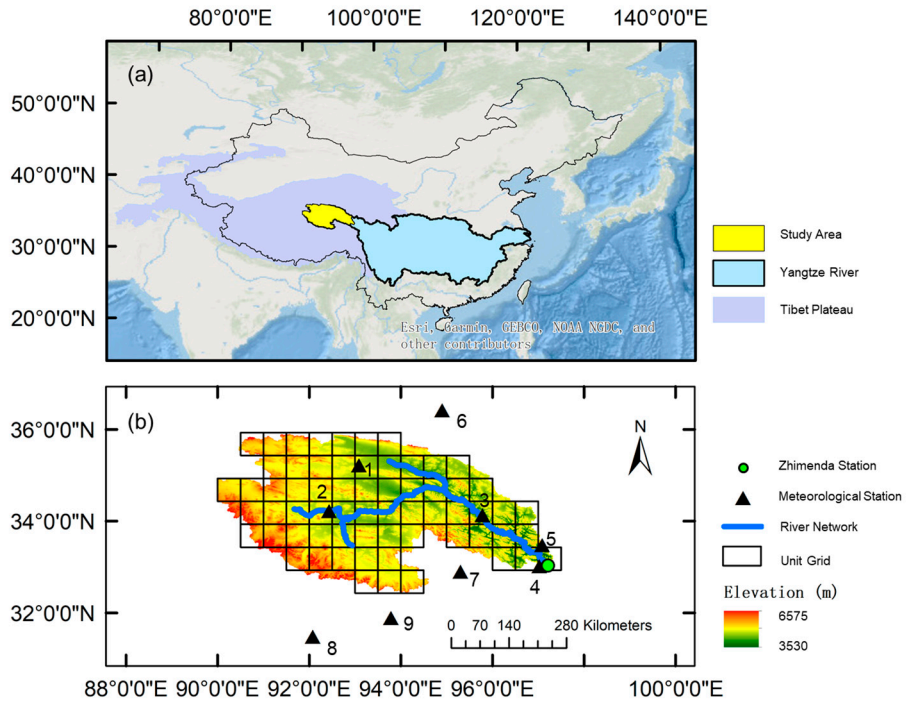 80°0'0"E 100°0'0"E 120°0'0"E 140°0'0"E
(a)
50°0'0"N
40°0'0"N
30°0'0"N
20°0'0"N
Esri, Garmin, GEBCO, NOAA NGDC, and
other contributors
Study Area
Yangtze River
Tibet Plateau
(b)
36°0'0"N
34°0'0"N
32°0'0"N
6
N
1
2
3
5
4
7
9
8
0 70 140 280 Kilometers
88°0'0"E 90°0'0"E 92°0'0"E 94°0'0"E 96°0'0"E 100°0'0"E
Zhimenda Station
Meteorological Station
River Network
Unit Grid
Elevation (m)
6575
3530